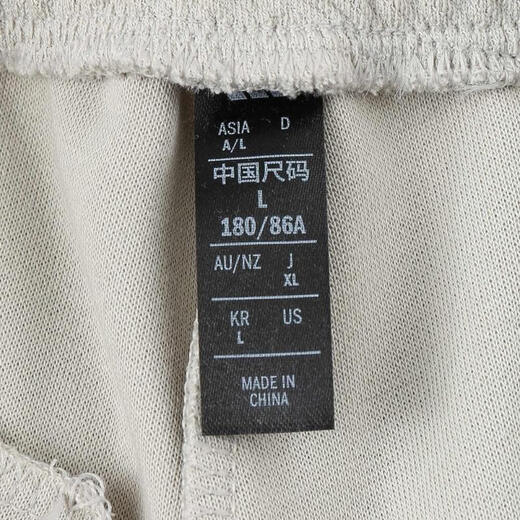 ASIA D
A/L
中国尺码
L
180/86A
AU/NZ J
XL
KR US
L
MADE IN
CHINA